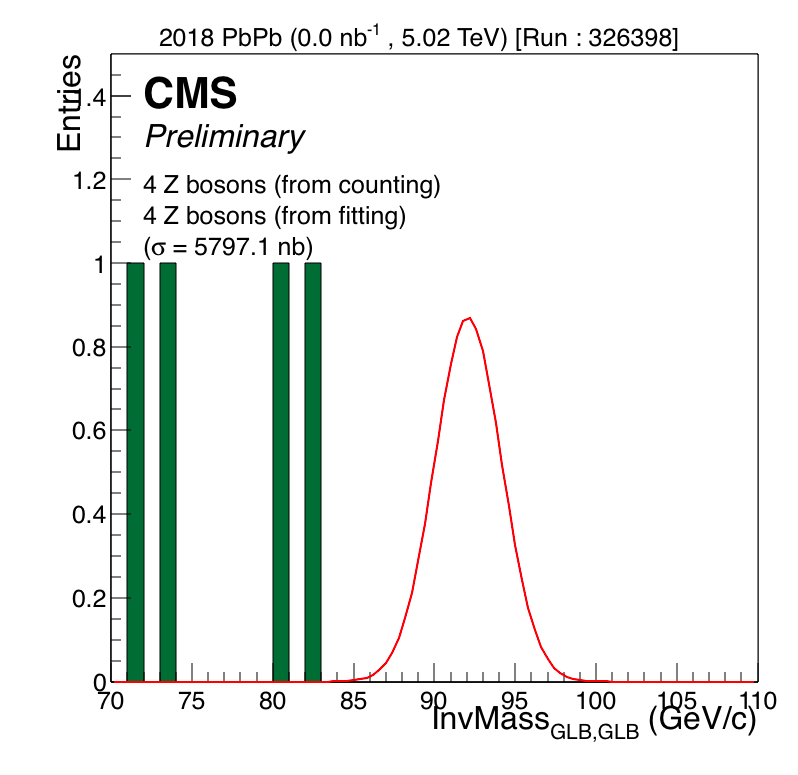 2018 PbPb (0.0 nb-1 , 5.02 TeV) [Run : 326398]
Entries
CMS
Preliminary
4 Z bosons (from counting)
4 Z bosons (from fitting)
(σ = 5797.1 nb)
1.4
1.2
1
0.8
0.6
0.4
0.2
0
70 75 80 85 90 95 100 105 110
InvMassGLB,GLB (GeV/c)